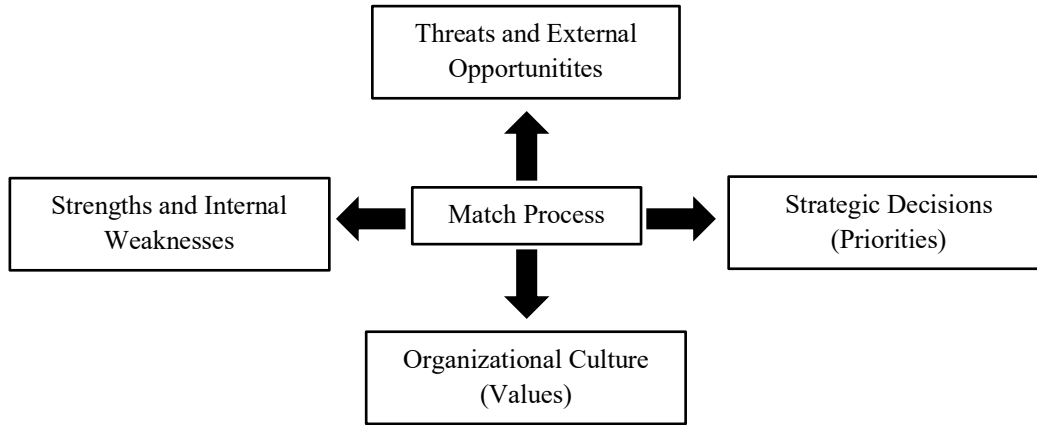 Threats and External
Opportunitites
Strengths and Internal
Weaknesses
Match Process
Strategic Decisions
(Priorities)
Organizational Culture
(Values)